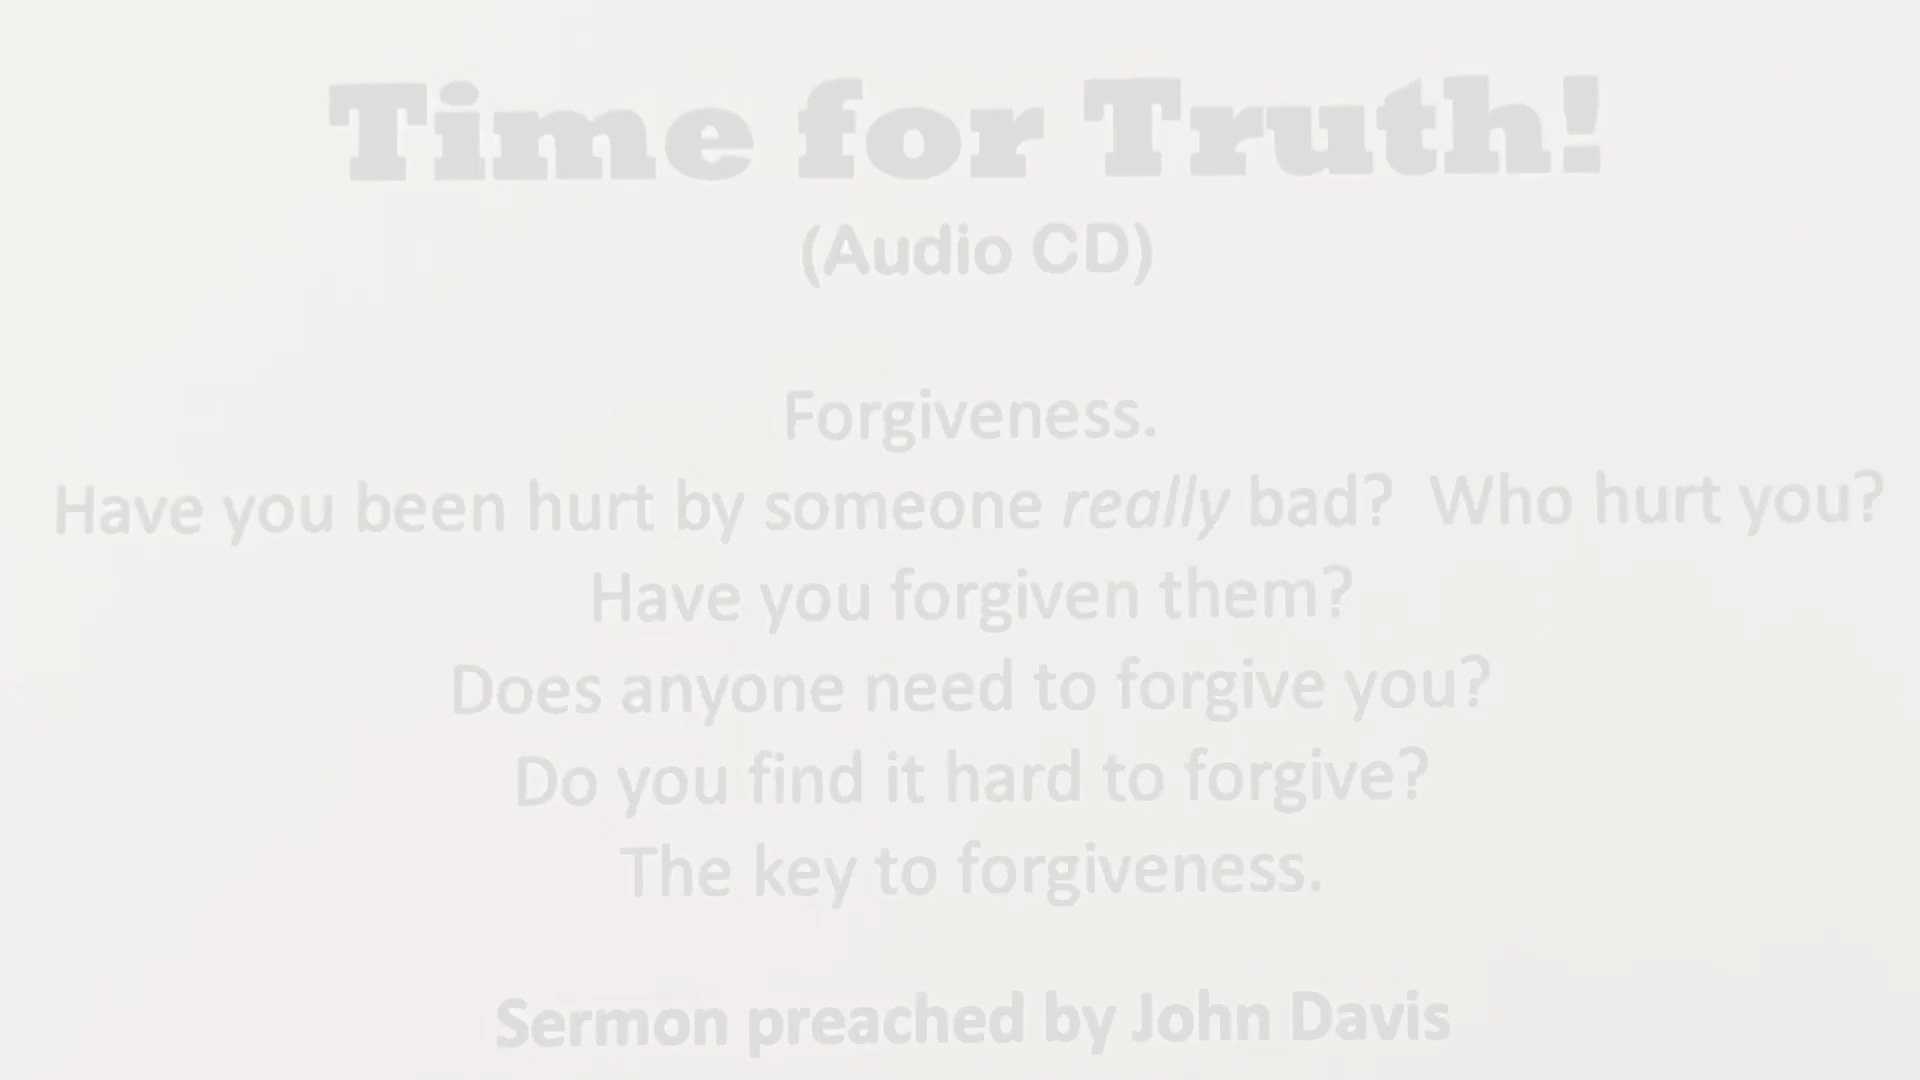 Time for Truth!
(Audio CD)
Forgiveness.
Have you been hurt by someone really bad?  Who hurt you?
Have you forgiven them?
Does anyone need to forgive you?
Do you find it hard to forgive?
The key to forgiveness.
Sermon preached by John Davis